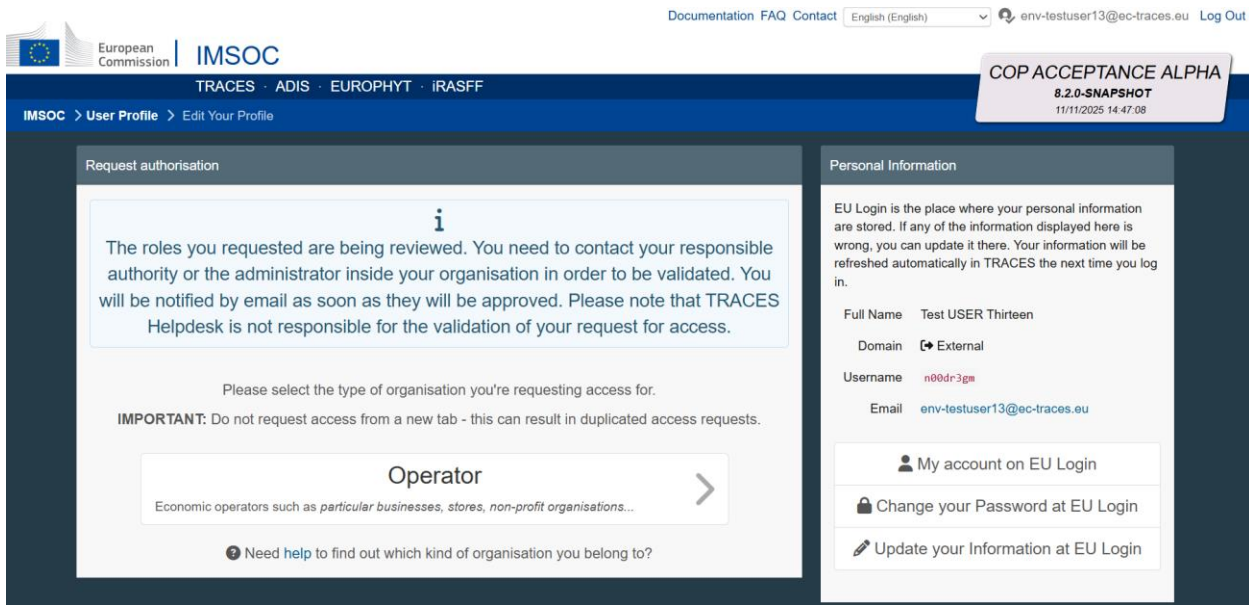 Documentation FAQ Contact English (English) env-testuser13@ec-traces.eu Log Out
European
Commission
IMSOC
TRACES · ADIS · EUROPHYT · iRASFF
COP ACCEPTANCE ALPHA
8.2.0-SNAPSHOT
11/11/2025 14:47:08
IMSOC > User Profile > Edit Your Profile
Request authorisation
i
The roles you requested are being reviewed. You need to contact your responsible
authority or the administrator inside your organisation in order to be validated. You
will be notified by email as soon as they will be approved. Please note that TRACES
Helpdesk is not responsible for the validation of your request for access.
Please select the type of organisation you're requesting access for.
IMPORTANT: Do not request access from a new tab - this can result in duplicated access requests.
Operator
Economic operators such as particular businesses, stores, non-profit organisations...
Need help to find out which kind of organisation you belong to?
Personal Information
EU Login is the place where your personal information
are stored. If any of the information displayed here is
wrong, you can update it there. Your information will be
refreshed automatically in TRACES the next time you log
in.
Full Name Test USER Thirteen
Domain External
Username n00dr3gm
Email env-testuser13@ec-traces.eu
My account on EU Login
Change your Password at EU Login
Update your Information at EU Login